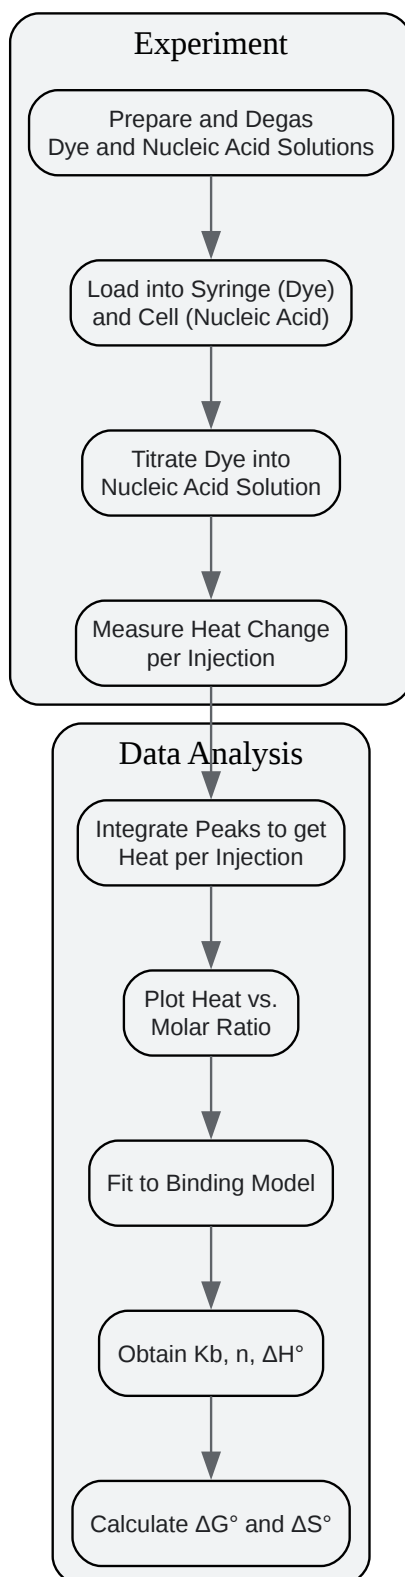 Experiment
Prepare and Degas
Dye and Nucleic Acid Solutions
Load into Syringe (Dye)
and Cell (Nucleic Acid)
Titrate Dye into
Nucleic Acid Solution
Measure Heat Change
per Injection
Data Analysis
Integrate Peaks to get
Heat per Injection
Plot Heat vs.
Molar Ratio
Fit to Binding Model
Obtain Kb, n, ΔH°
Calculate ΔG° and ΔS°